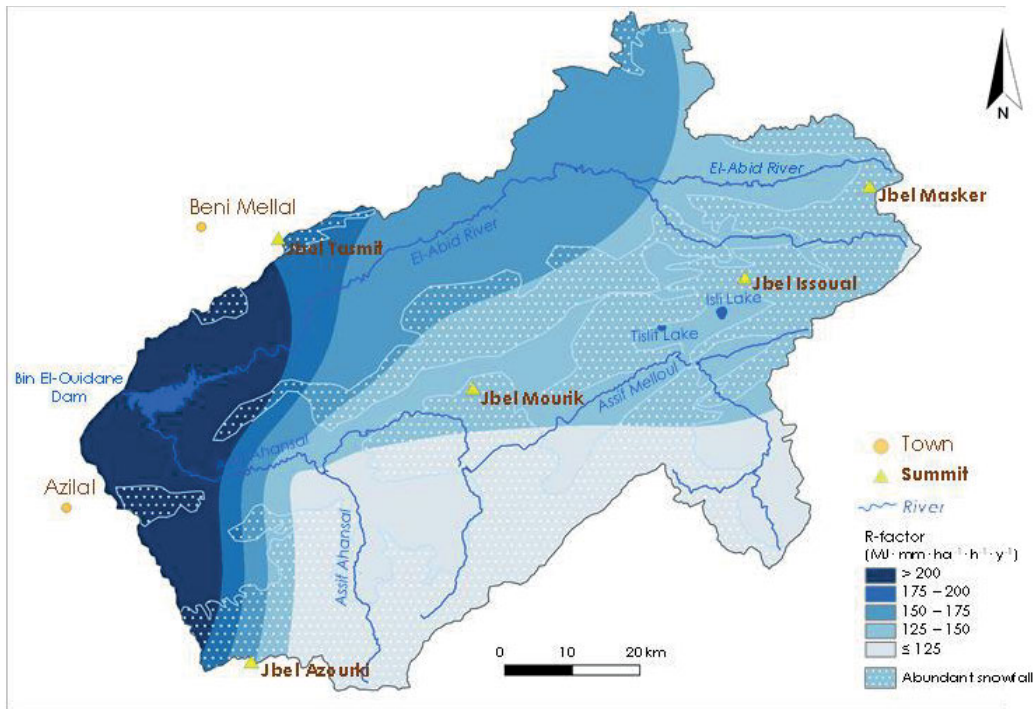 N
El-Abid River
Jbel Masker
Beni Mellal
Jbel Tasmit
El-Abid River
Jbel Issoual
Isli Lake
Tislit Lake
Bin El-Ouidane
Dam
Jbel Mourik
Assif Melloul
Ahansal
Azilal
Assif Ahansal
Jbel Azourki
0 10 20 km
Town
Summit
River
R-factor
(MJ · mm · ha⁻¹ · h⁻¹ · y⁻¹)
> 200
175 – 200
150 – 175
125 – 150
≤ 125
Abundant snowfall